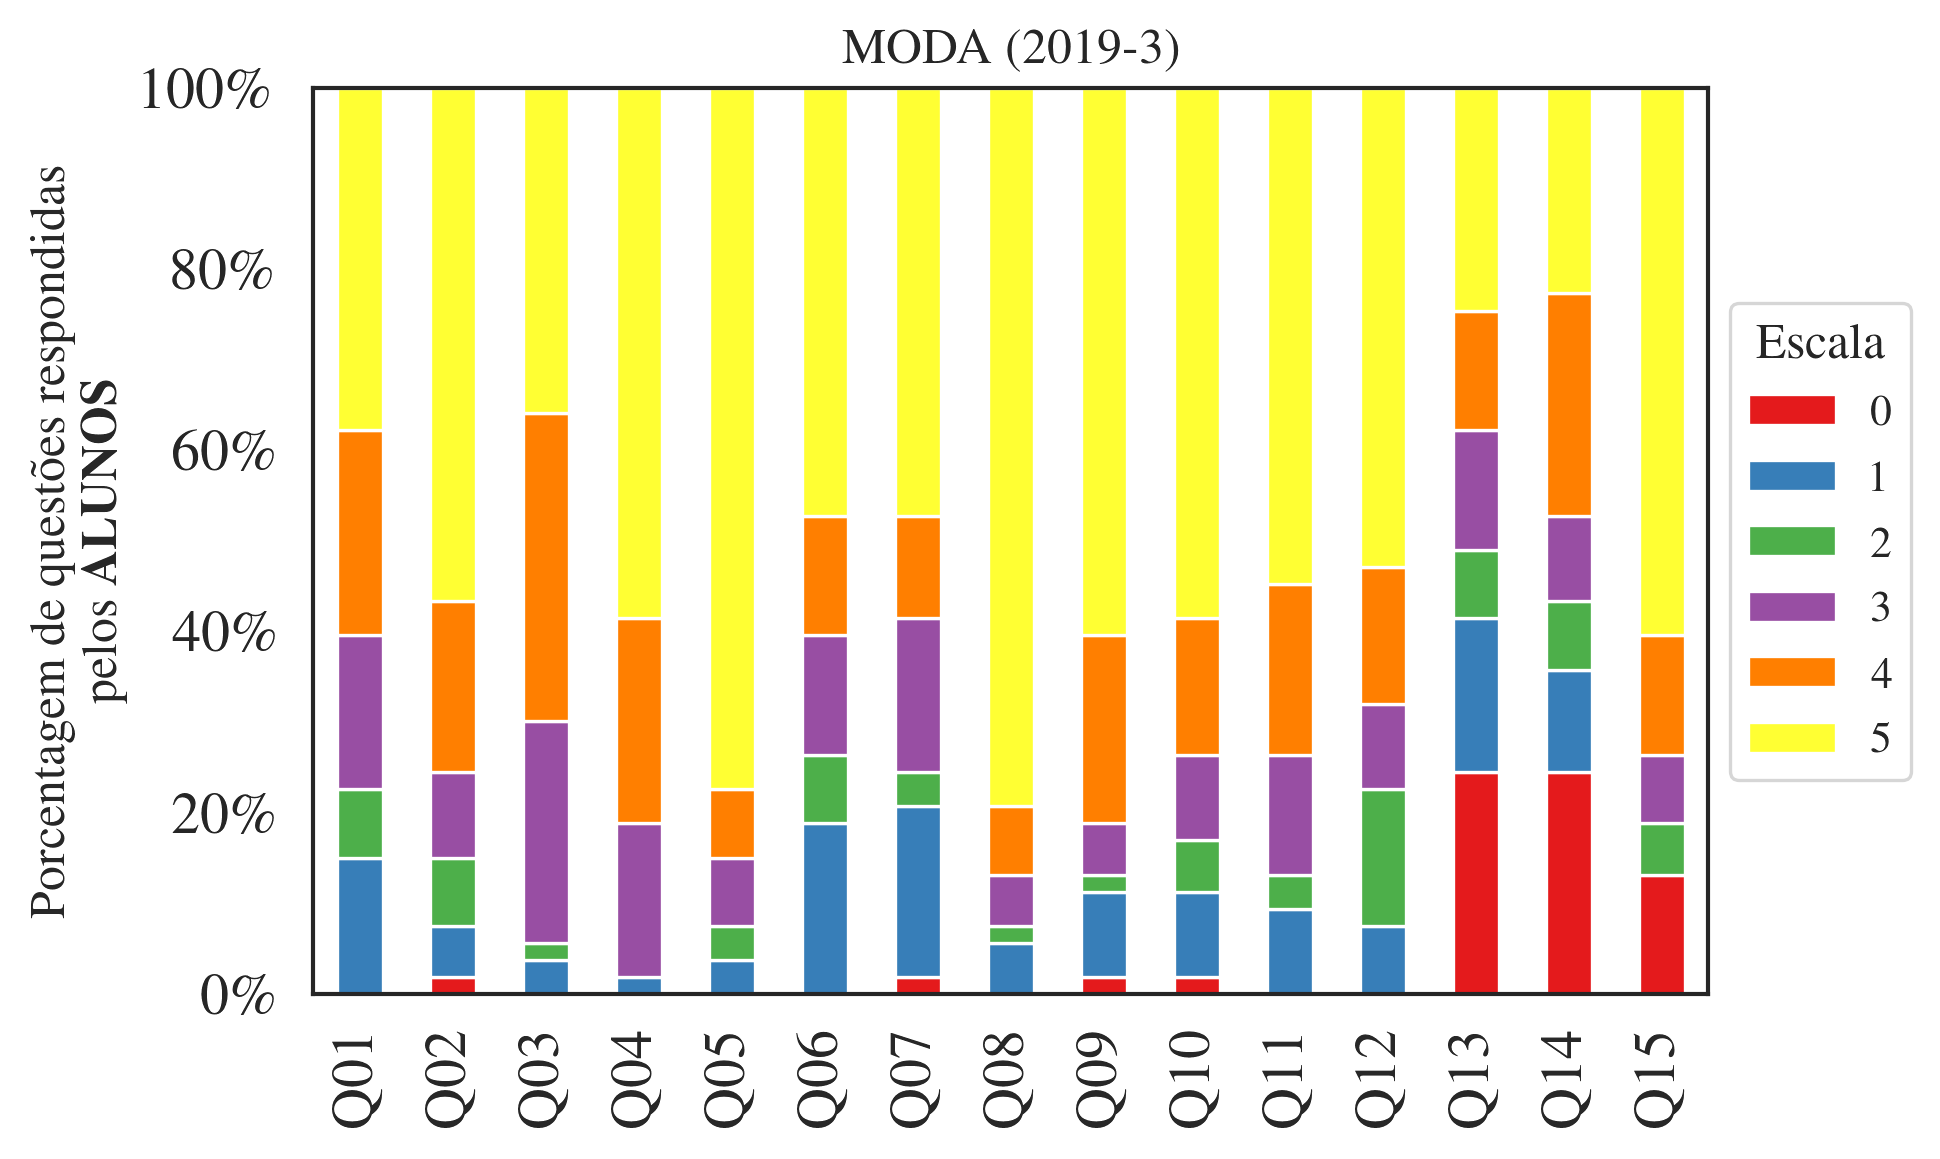 MODA (2019-3)
100%
80%
60%
40%
20%
0%
Porcentagem de questões respondidas
pelos ALUNOS
Q01
Q02
Q03
Q04
Q05
Q06
Q07
Q08
Q09
Q10
Q11
Q12
Q13
Q14
Q15
Escala
0
1
2
3
4
5